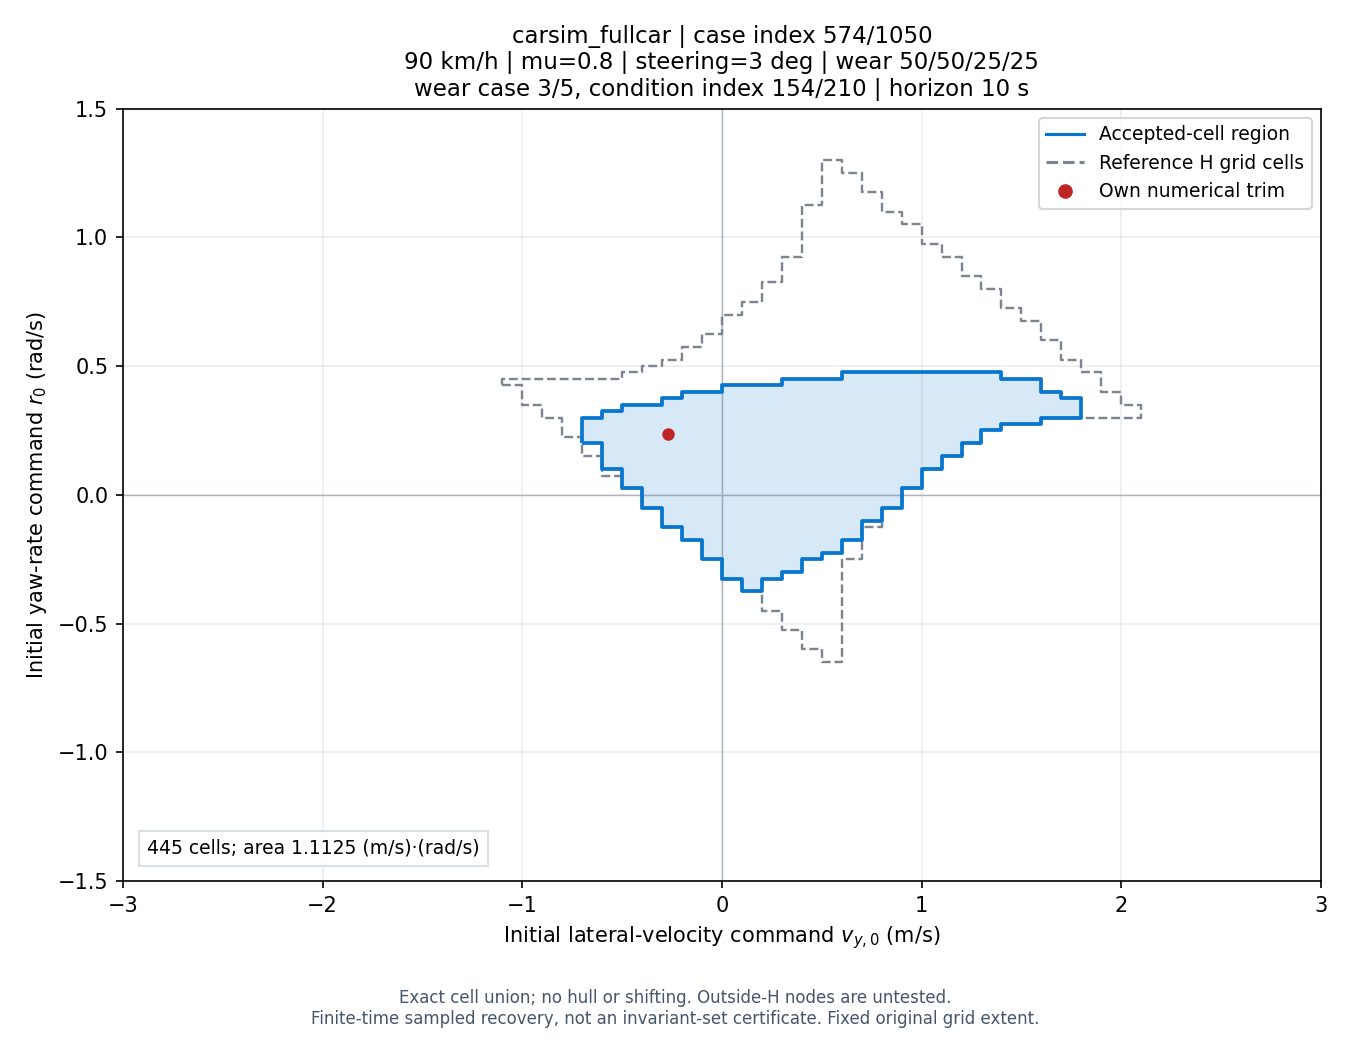 carsim_fullcar | case index 574/1050
90 km/h | mu=0.8 | steering=3 deg | wear 50/50/25/25
wear case 3/5, condition index 154/210 | horizon 10 s
Accepted-cell region
Reference H grid cells
Own numerical trim
1.5
1.0
0.5
0.0
−0.5
−1.0
−1.5
Initial yaw-rate command r0 (rad/s)
445 cells; area 1.1125 (m/s)·(rad/s)
−3
−2
−1
0
1
2
3
Initial lateral-velocity command vy,0 (m/s)
Exact cell union; no hull or shifting. Outside-H nodes are untested.
Finite-time sampled recovery, not an invariant-set certificate. Fixed original grid extent.